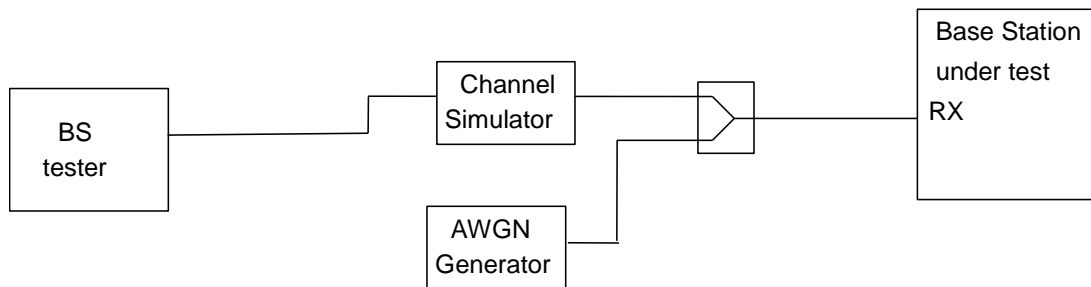 BS
tester
Channel
Simulator
AWGN
Generator
Base Station
under test
RX